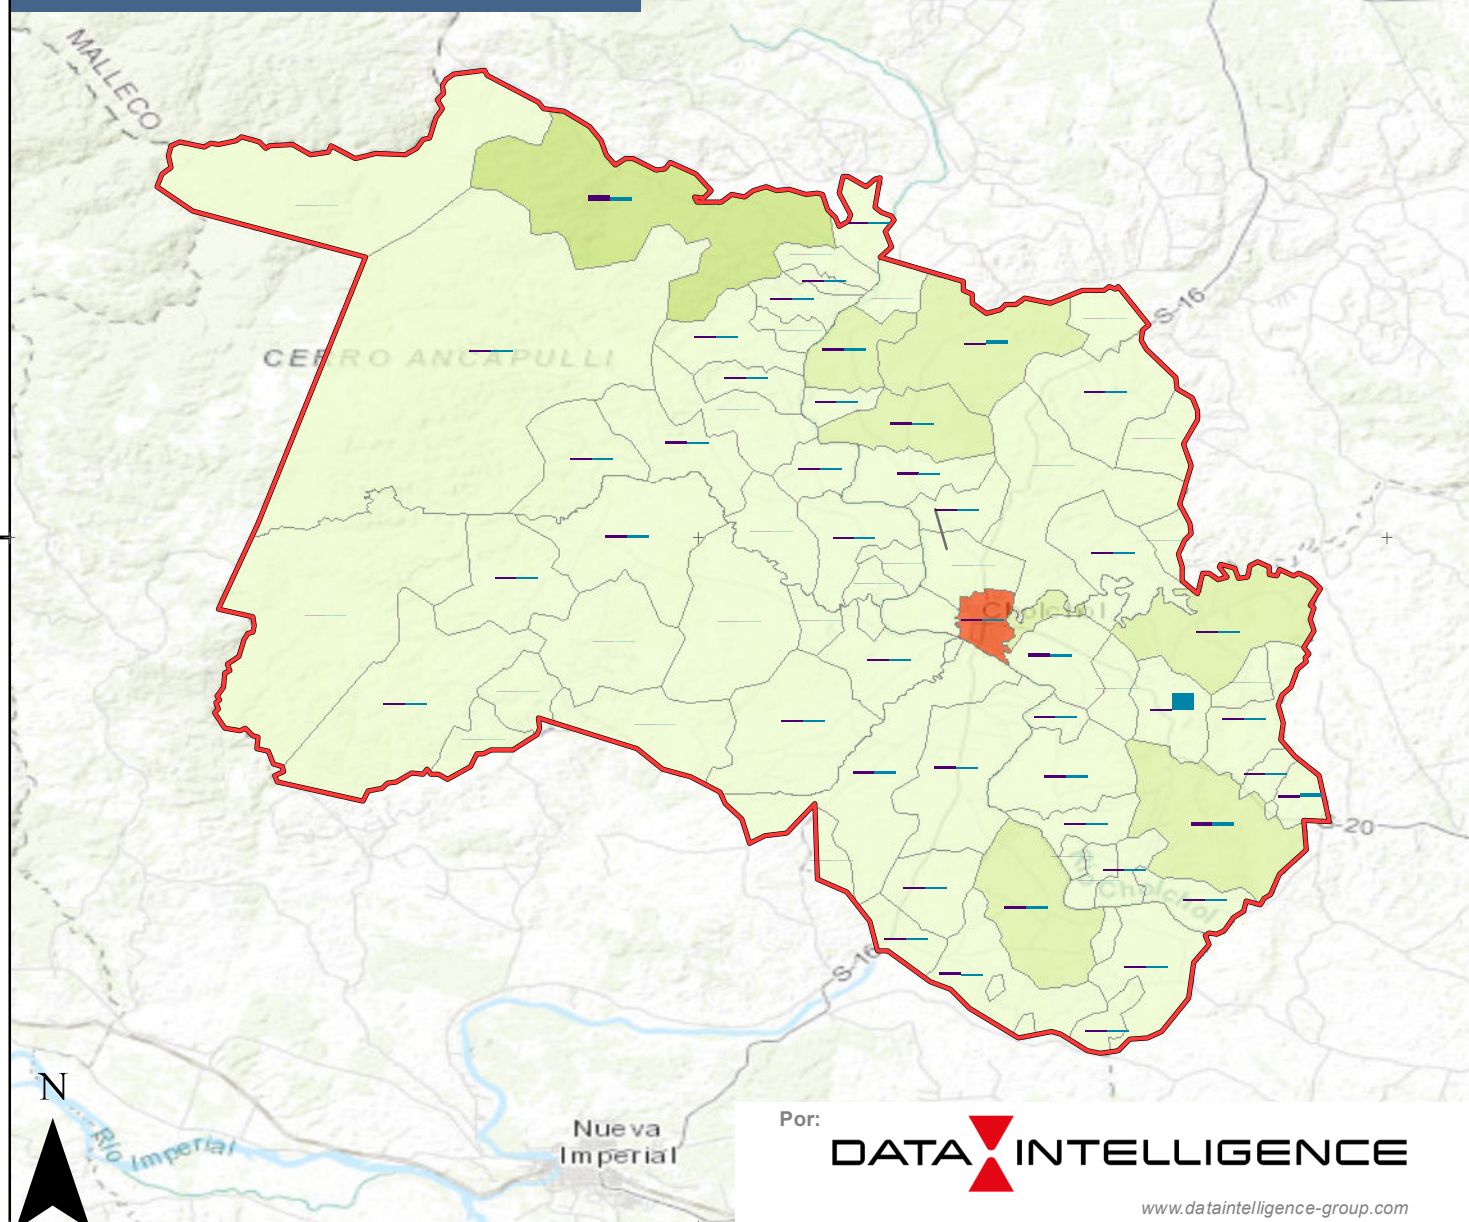 MALLECO
S-16
CERRO ANCAPULLI
Cholchol
S-20
Río Cholchol
S-16
N
Río Imperial
Nueva
Imperial
Por:
DATA INTELLIGENCE
www.dataintelligence-group.com